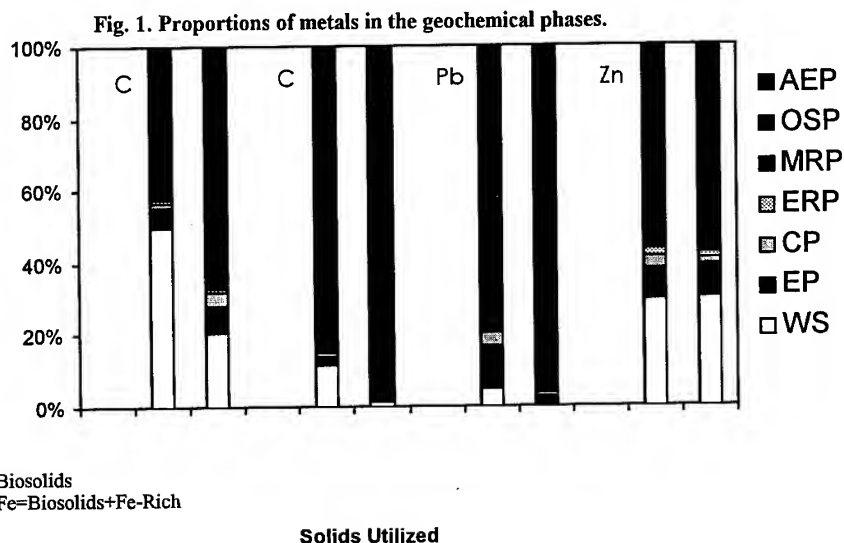 Fig. 1. Proportions of metals in the geochemical phases.
100%
80%
60%
40%
20%
0%
C
C
Pb
Zn
AEP
OSP
MRP
ERP
CP
EP
WS
Biosolids
Fe=Biosolids+Fe-Rich
Solids Utilized